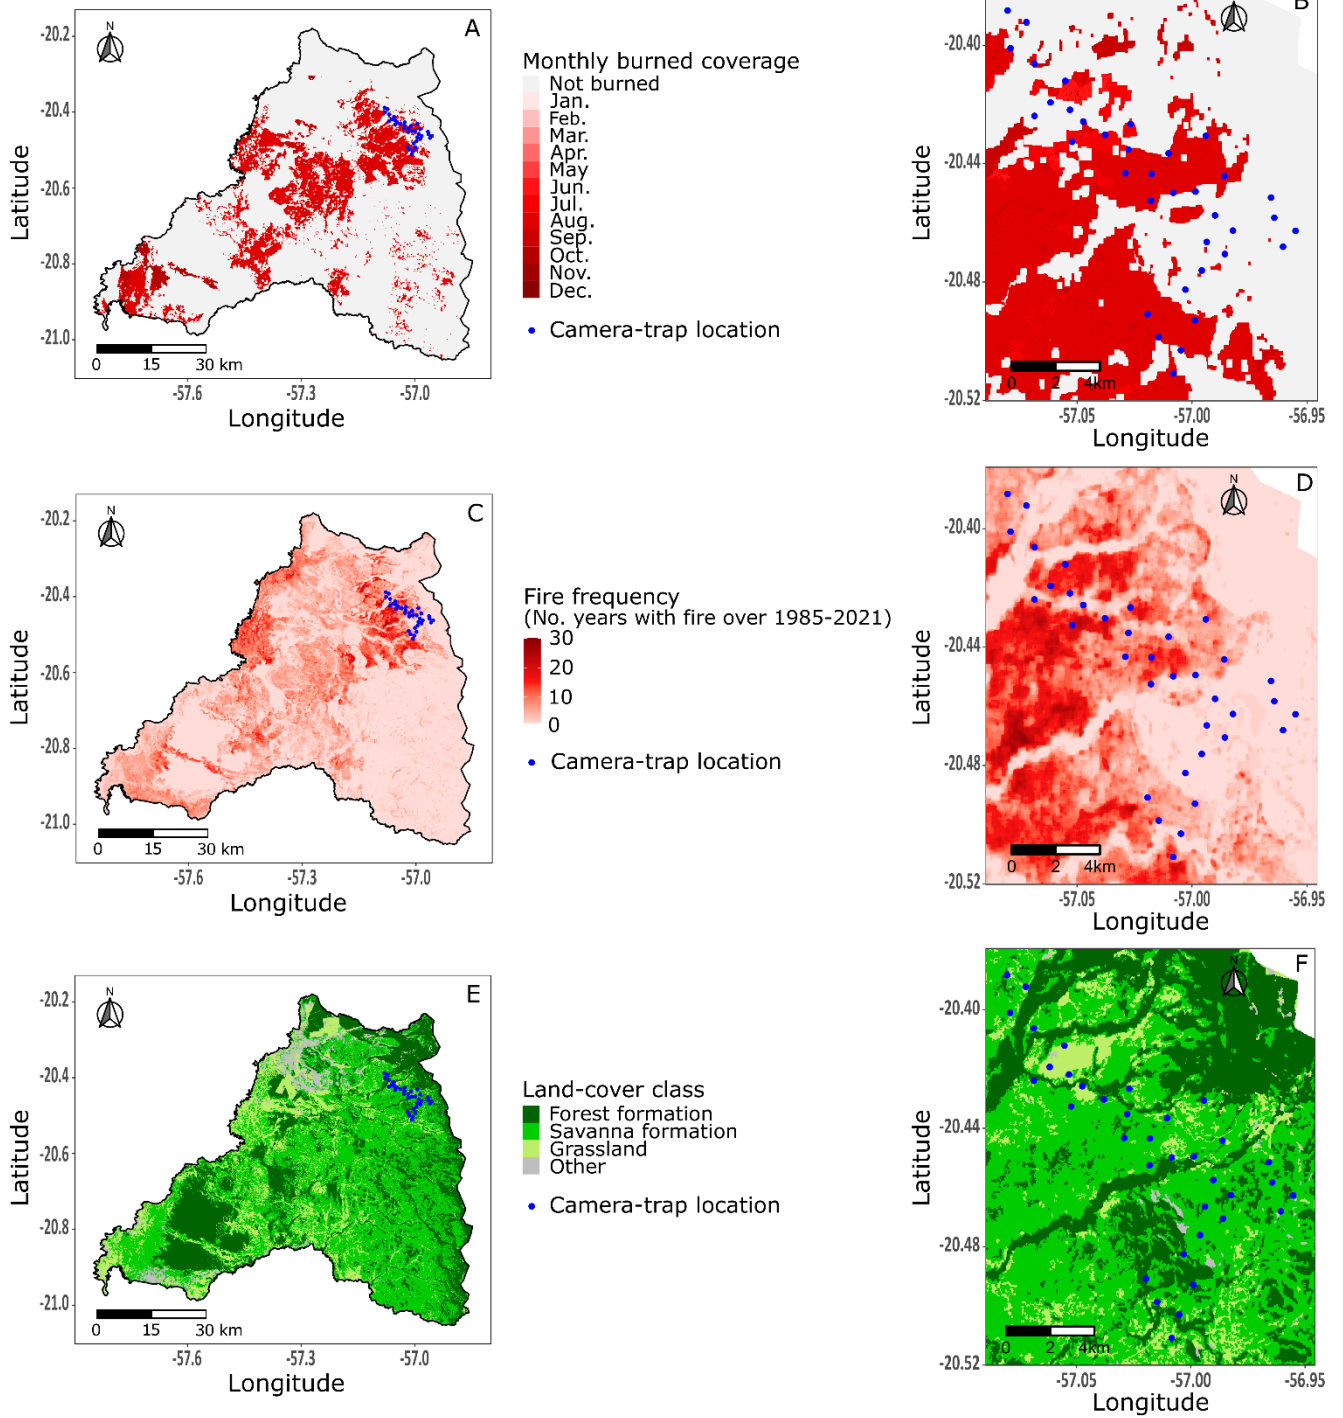 A
N
-20.2
-20.4
-20.6
-20.8
-21.0
Latitude
0 15 30 km
-57.6 -57.3 -57.0
Longitude
Monthly burned coverage
Not burned
Jan.
Feb.
Mar.
Apr.
May
Jun.
Jul.
Aug.
Sep.
Oct.
Nov.
Dec.
Camera-trap location
B
N
-20.40
-20.44
-20.48
-20.52
Latitude
0 2 4km
-57.05 -57.00 -56.95
Longitude
C
N
-20.2
-20.4
-20.6
-20.8
-21.0
Latitude
0 15 30 km
-57.6 -57.3 -57.0
Longitude
Fire frequency
(No. years with fire over 1985-2021)
30
20
10
0
Camera-trap location
D
N
-20.40
-20.44
-20.48
-20.52
Latitude
0 2 4km
-57.05 -57.00 -56.95
Longitude
E
N
-20.2
-20.4
-20.6
-20.8
-21.0
Latitude
0 15 30 km
-57.6 -57.3 -57.0
Longitude
Land-cover class
Forest formation
Savanna formation
Grassland
Other
Camera-trap location
F
N
-20.40
-20.44
-20.48
-20.52
Latitude
0 2 4km
-57.05 -57.00 -56.95
Longitude